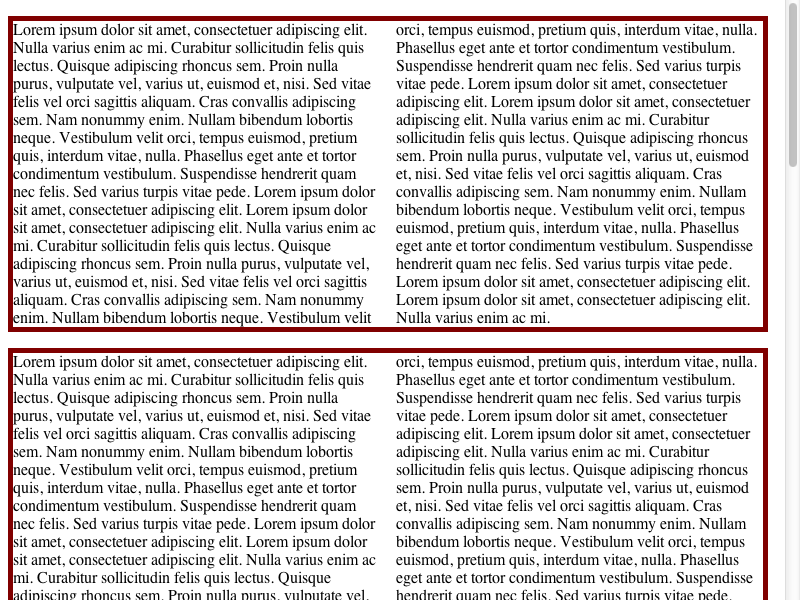 Lorem ipsum dolor sit amet, consectetuer adipiscing elit.
Nulla varius enim ac mi. Curabitur sollicitudin felis quis
lectus. Quisque adipiscing rhoncus sem. Proin nulla
purus, vulputate vel, varius ut, euismod et, nisi. Sed vitae
felis vel orci sagittis aliquam. Cras convallis adipiscing
sem. Nam nonummy enim. Nullam bibendum lobortis
neque. Vestibulum velit orci, tempus euismod, pretium
quis, interdum vitae, nulla. Phasellus eget ante et tortor
condimentum vestibulum. Suspendisse hendrerit quam
nec felis. Sed varius turpis vitae pede. Lorem ipsum dolor
sit amet, consectetuer adipiscing elit. Lorem ipsum dolor
sit amet, consectetuer adipiscing elit. Nulla varius enim ac
mi. Curabitur sollicitudin felis quis lectus. Quisque
adipiscing rhoncus sem. Proin nulla purus, vulputate vel,
varius ut, euismod et, nisi. Sed vitae felis vel orci sagittis
aliquam. Cras convallis adipiscing sem. Nam nonummy
enim. Nullam bibendum lobortis neque. Vestibulum velit
orci, tempus euismod, pretium quis, interdum vitae, nulla.
Phasellus eget ante et tortor condimentum vestibulum.
Suspendisse hendrerit quam nec felis. Sed varius turpis
vitae pede. Lorem ipsum dolor sit amet, consectetuer
adipiscing elit. Lorem ipsum dolor sit amet, consectetuer
adipiscing elit. Nulla varius enim ac mi. Curabitur
sollicitudin felis quis lectus. Quisque adipiscing rhoncus
sem. Proin nulla purus, vulputate vel, varius ut, euismod
et, nisi. Sed vitae felis vel orci sagittis aliquam. Cras
convallis adipiscing sem. Nam nonummy enim. Nullam
bibendum lobortis neque. Vestibulum velit orci, tempus
euismod, pretium quis, interdum vitae, nulla. Phasellus
eget ante et tortor condimentum vestibulum. Suspendisse
hendrerit quam nec felis. Sed varius turpis vitae pede.
Lorem ipsum dolor sit amet, consectetuer adipiscing elit.
Lorem ipsum dolor sit amet, consectetuer adipiscing elit.
Nulla varius enim ac mi.
Lorem ipsum dolor sit amet, consectetuer adipiscing elit.
Nulla varius enim ac mi. Curabitur sollicitudin felis quis
lectus. Quisque adipiscing rhoncus sem. Proin nulla
purus, vulputate vel, varius ut, euismod et, nisi. Sed vitae
felis vel orci sagittis aliquam. Cras convallis adipiscing
sem. Nam nonummy enim. Nullam bibendum lobortis
neque. Vestibulum velit orci, tempus euismod, pretium
quis, interdum vitae, nulla. Phasellus eget ante et tortor
condimentum vestibulum. Suspendisse hendrerit quam
nec felis. Sed varius turpis vitae pede. Lorem ipsum dolor
sit amet, consectetuer adipiscing elit. Lorem ipsum dolor
sit amet, consectetuer adipiscing elit. Nulla varius enim ac
mi. Curabitur sollicitudin felis quis lectus. Quisque
adipiscing rhoncus sem. Proin nulla purus, vulputate vel,
orci, tempus euismod, pretium quis, interdum vitae, nulla.
Phasellus eget ante et tortor condimentum vestibulum.
Suspendisse hendrerit quam nec felis. Sed varius turpis
vitae pede. Lorem ipsum dolor sit amet, consectetuer
adipiscing elit. Lorem ipsum dolor sit amet, consectetuer
adipiscing elit. Nulla varius enim ac mi. Curabitur
sollicitudin felis quis lectus. Quisque adipiscing rhoncus
sem. Proin nulla purus, vulputate vel, varius ut, euismod
et, nisi. Sed vitae felis vel orci sagittis aliquam. Cras
convallis adipiscing sem. Nam nonummy enim. Nullam
bibendum lobortis neque. Vestibulum velit orci, tempus
euismod, pretium quis, interdum vitae, nulla. Phasellus
eget ante et tortor condimentum vestibulum. Suspendisse
hendrerit quam nec felis. Sed varius turpis vitae pede.